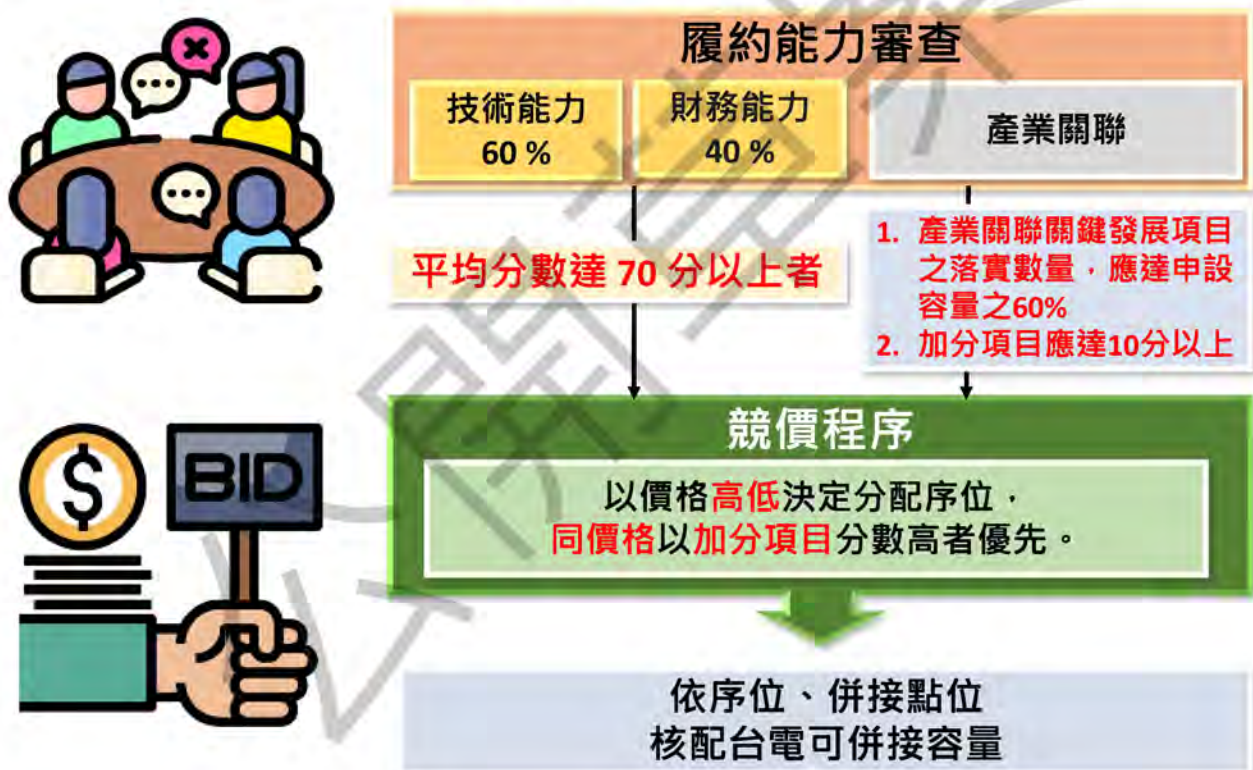 履約能力審查
技術能力
60 %
財務能力
40 %
產業關聯
平均分數達 70 分以上者
1. 產業關聯關鍵發展項目
之落實數量，應達申設
容量之60%
2. 加分項目應達10分以上
BID
競價程序
以價格高低決定分配序位，
同價格以加分項目分數高者優先。
依序位、併接點位
核配台電可併接容量